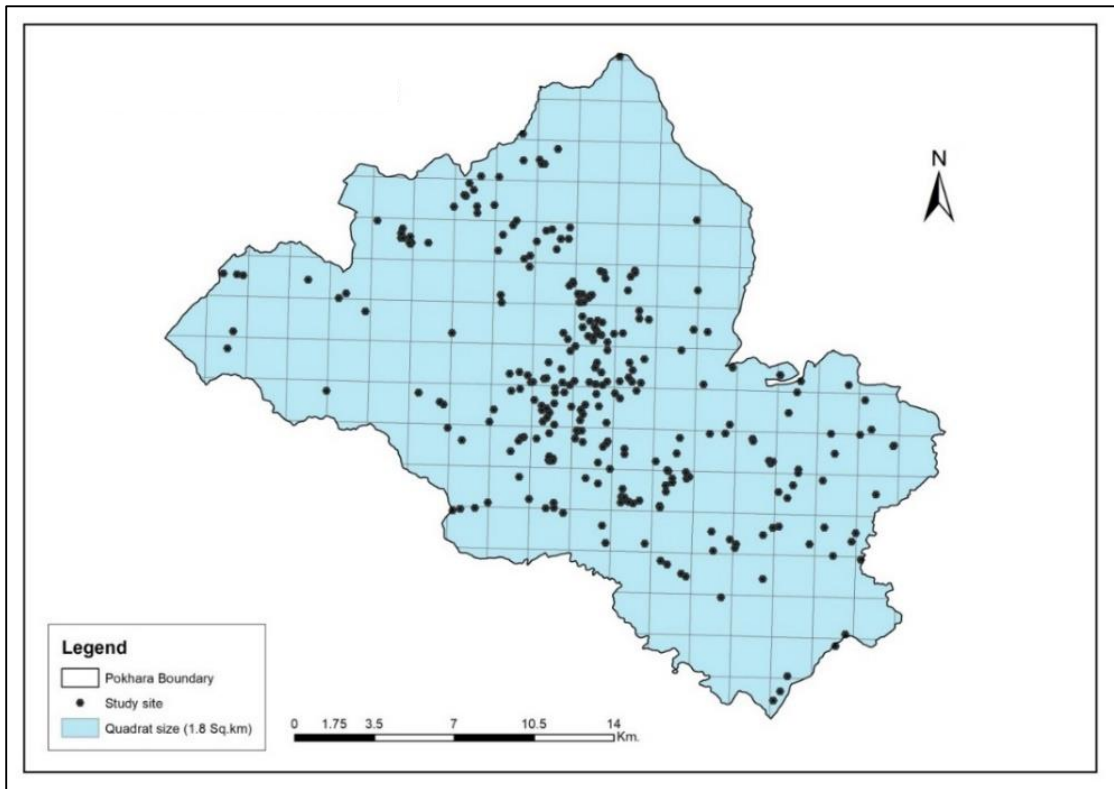 N
Legend
Pokhara Boundary
Study site
Quadrat size (1.8 Sq.km)
0 1.75 3.5 7 10.5 14
Km.